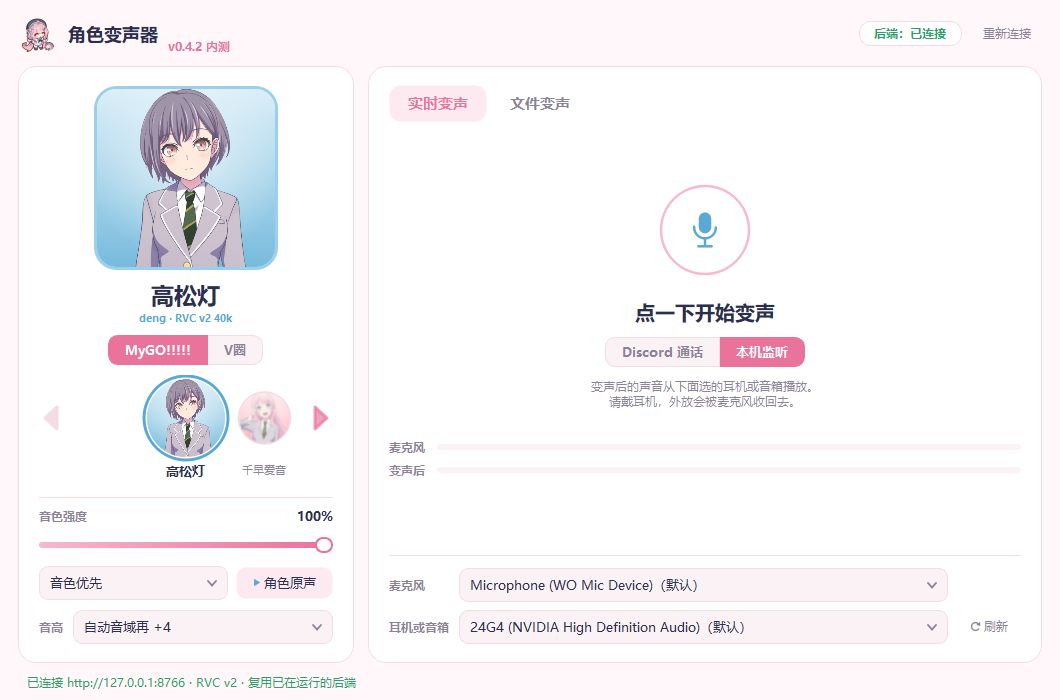 角色变声器 v0.4.2 内测
后端：已连接 重新连接
高松灯
deng · RVC v2 40k
MyGO!!!!! V圈
高松灯 千早爱音
音色强度 100%
音色优先 角色原声
音高 自动音域再 +4
实时变声 文件变声
点一下开始变声
Discord 通话 本机监听
变声后的声音从下面选的耳机或音箱播放。
请戴耳机，外放会被麦克风收回去。
麦克风
变声后
麦克风 Microphone (WO Mic Device)（默认）
耳机或音箱 24G4 (NVIDIA High Definition Audio)（默认） 刷新
已连接 http://127.0.0.1:8766 · RVC v2 · 复用已在运行的后端